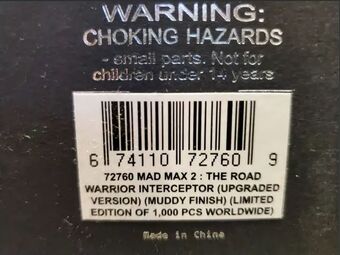 WARNING:
CHOKING HAZARDS
- small parts. Not for
children under 14 years
6 74110 72760 9
72760 MAD MAX 2 : THE ROAD
WARRIOR INTERCEPTOR (UPGRADED
VERSION) (MUDDY FINISH) (LIMITED
EDITION OF 1,000 PCS WORLDWIDE)
Made in China